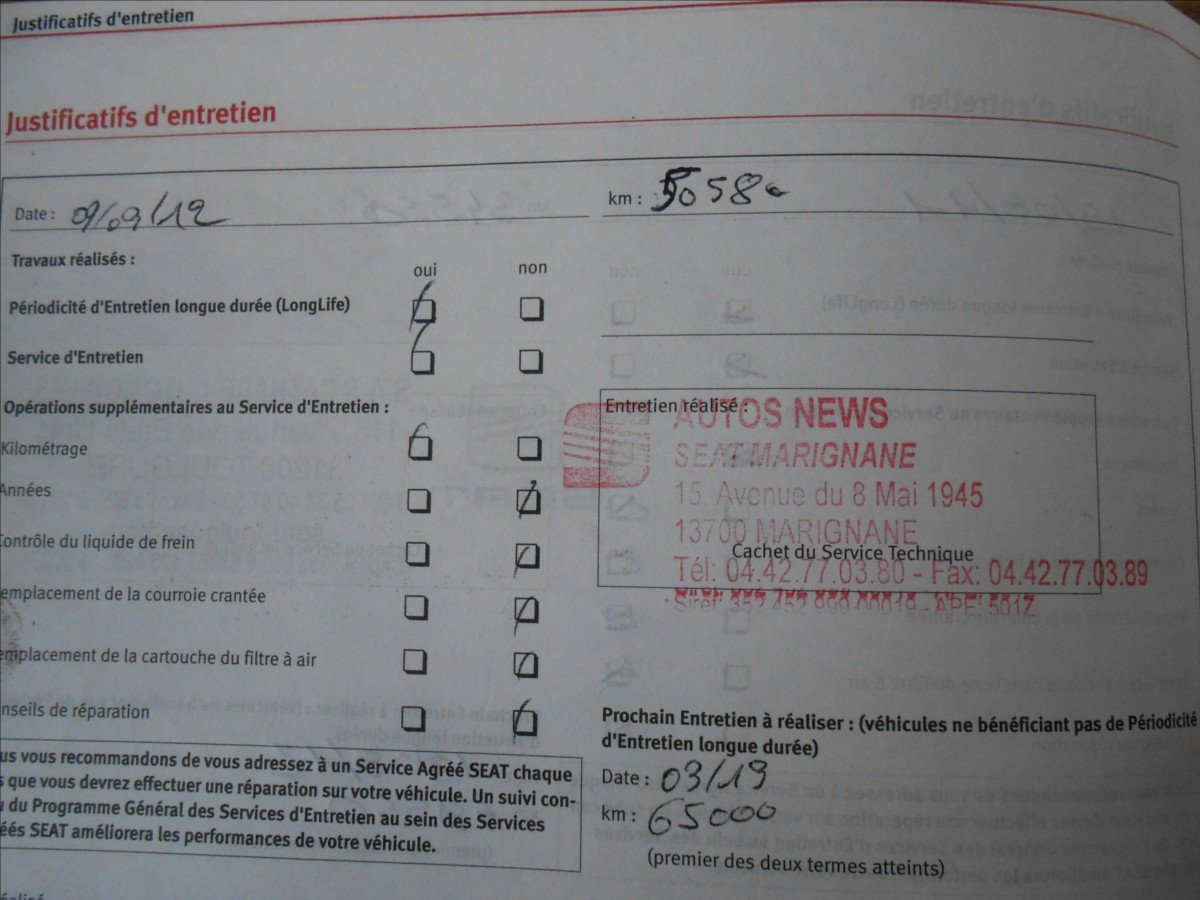 Justificatifs d'entretien
Justificatifs d'entretien
Date : 09/09/12
km : 50580
Travaux réalisés :
oui non
Périodicité d'Entretien longue durée (LongLife)
Service d'Entretien
Opérations supplémentaires au Service d'Entretien :
Kilométrage
Années
Contrôle du liquide de frein
emplacement de la courroie crantée
emplacement de la cartouche du filtre à air
nseils de réparation
us vous recommandons de vous adressez à un Service Agréé SEAT chaque
s que vous devrez effectuer une réparation sur votre véhicule. Un suivi con-
u du Programme Général des Services d'Entretien au sein des Services
éés SEAT améliorera les performances de votre véhicule.
Entretien réalisé :
AUTOS NEWS
SEAT MARIGNANE
15. Avenue du 8 Mai 1945
13700 MARIGNANE
Cachet du Service Technique
Tél: 04.42.77.03.80 - Fax: 04.42.77.03.89
Siret: 352 452 999 00019 - APE: 501Z
Prochain Entretien à réaliser : (véhicules ne bénéficiant pas de Périodicité
d'Entretien longue durée)
Date : 03/19
km : 65000
(premier des deux termes atteints)